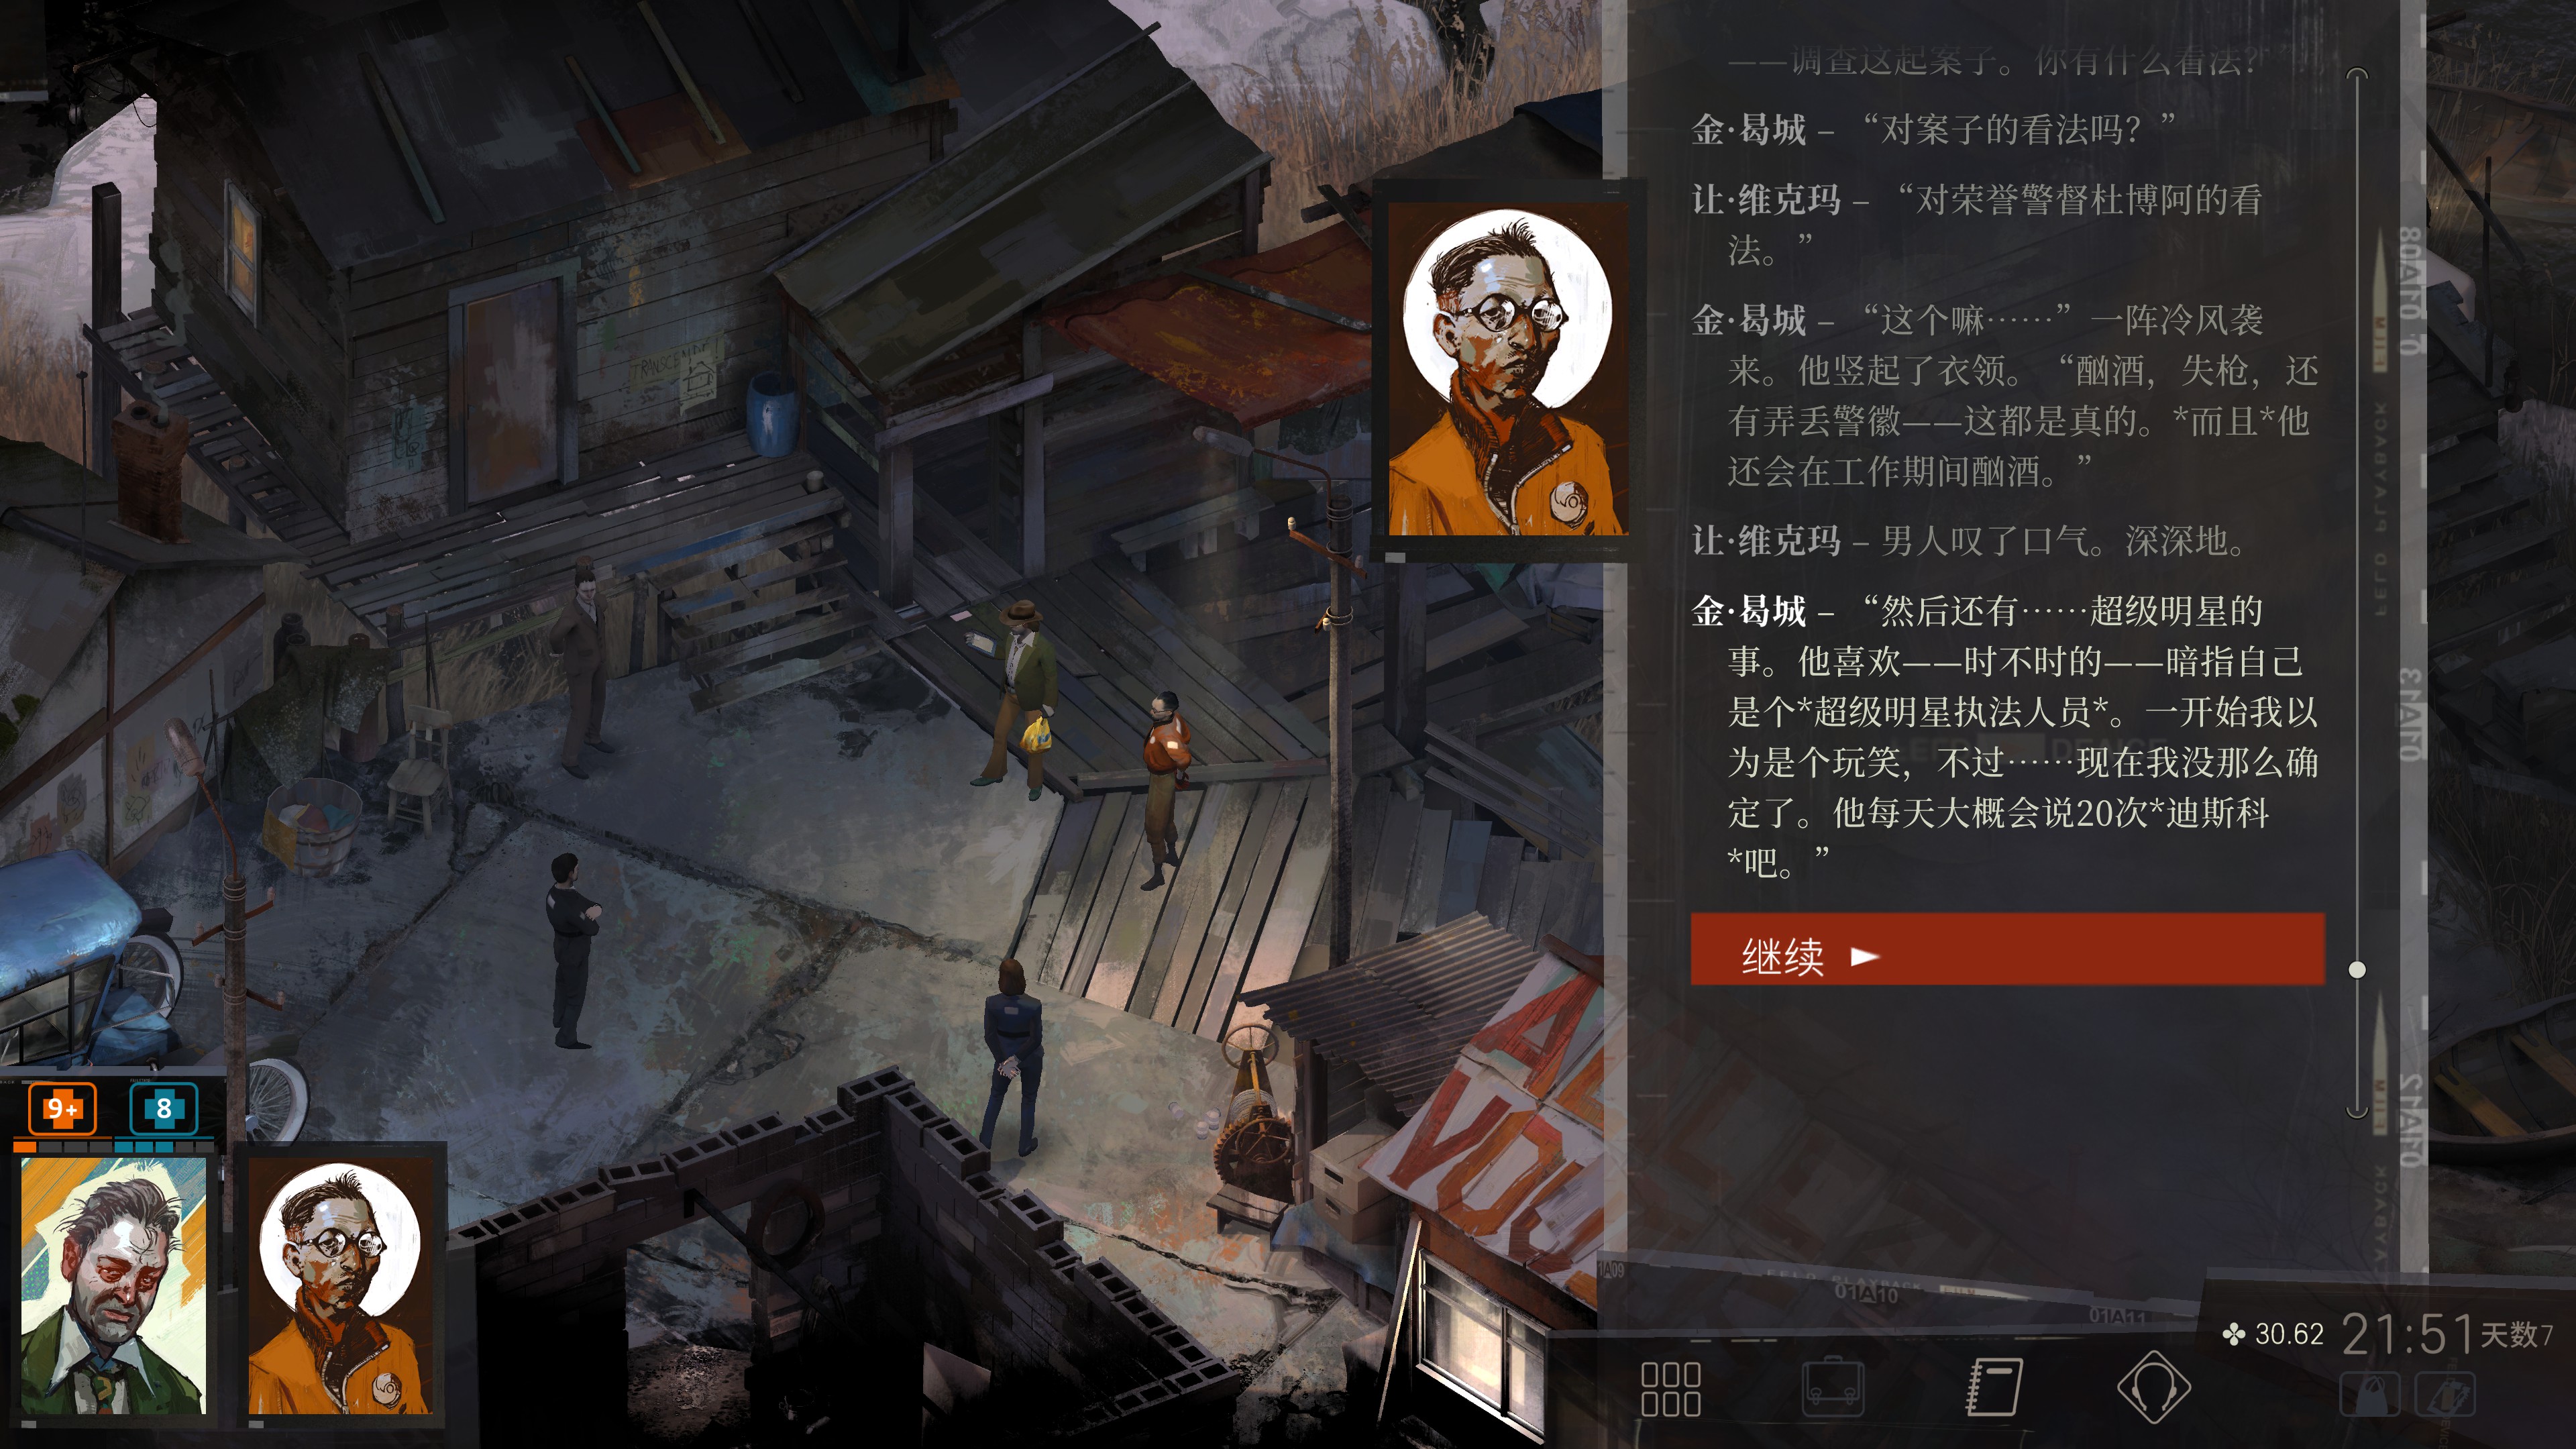 ——调查这起案子。你有什么看法？”
金·曷城 – “对案子的看法吗？”
让·维克玛 – “对荣誉警督杜博阿的看
法。”
金·曷城 – “这个嘛……”一阵冷风袭
来。他竖起了衣领。“酗酒，失枪，还
有弄丢警徽——这都是真的。*而且*他
还会在工作期间酗酒。”
让·维克玛 – 男人叹了口气。深深地。
金·曷城 – “然后还有……超级明星的
事。他喜欢——时不时的——暗指自己
是个*超级明星执法人员*。一开始我以
为是个玩笑，不过……现在我没那么确
定了。他每天大概会说20次*迪斯科
*吧。”
继续
TRANSCEND
9+
8
FIELD PLAYBACK
1A09
01A10
01A11
30.62
21:51
天数7